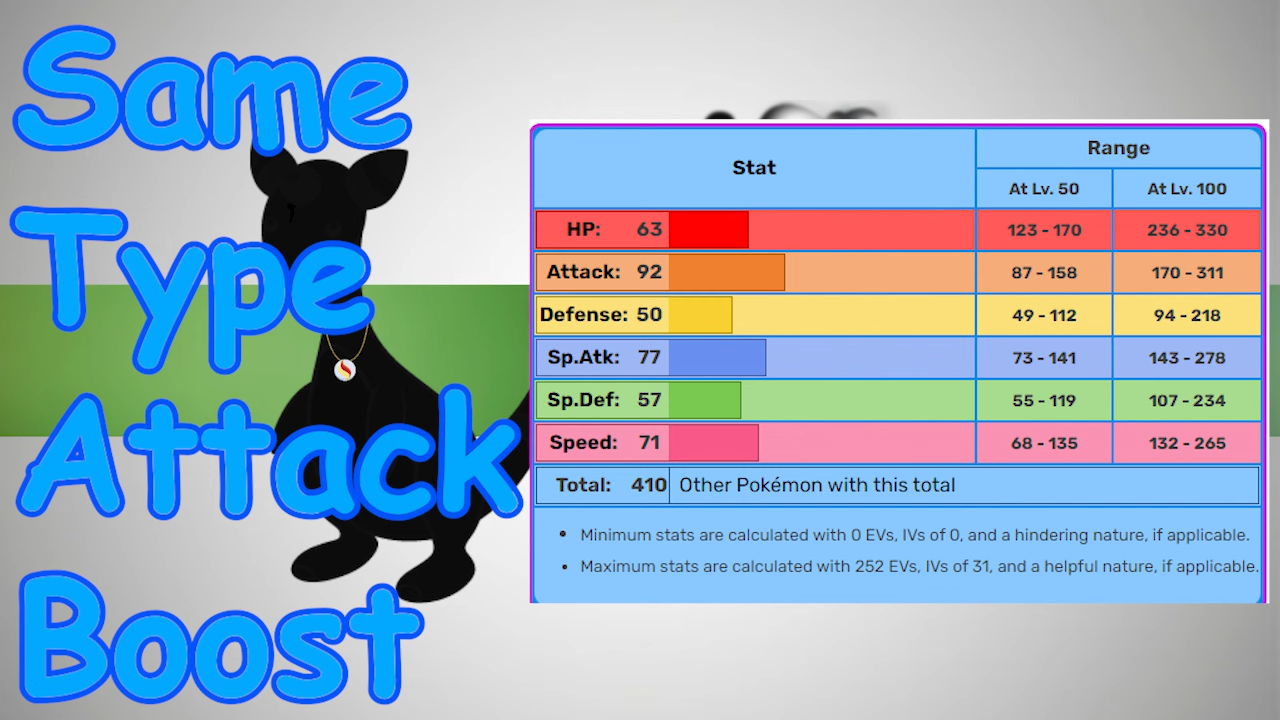 Same
Type
Attack
Boost
Stat
Range
At Lv. 50
At Lv. 100
HP: 63 123 - 170 236 - 330
Attack: 92 87 - 158 170 - 311
Defense: 50 49 - 112 94 - 218
Sp.Atk: 77 73 - 141 143 - 278
Sp.Def: 57 55 - 119 107 - 234
Speed: 71 68 - 135 132 - 265
Total: 410 Other Pokémon with this total
• Minimum stats are calculated with 0 EVs, IVs of 0, and a hindering nature, if applicable.
• Maximum stats are calculated with 252 EVs, IVs of 31, and a helpful nature, if applicable.